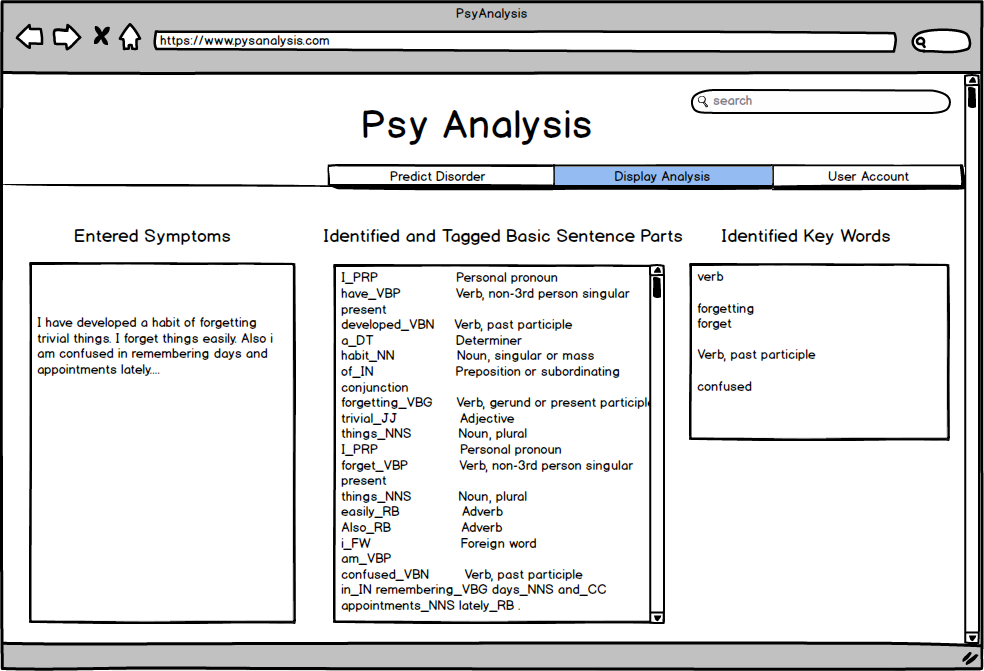 PsyAnalysis
https://www.pysanalysis.com
search
Psy Analysis
Predict Disorder
Display Analysis
User Account
Entered Symptoms
I have developed a habit of forgetting
trivial things. I forget things easily. Also i
am confused in remembering days and
appointments lately....
Identified and Tagged Basic Sentence Parts
I_PRP Personal pronoun
have_VBP Verb, non-3rd person singular
present
developed_VBN Verb, past participle
a_DT Determiner
habit_NN Noun, singular or mass
of_IN Preposition or subordinating
conjunction
forgetting_VBG Verb, gerund or present participle
trivial_JJ Adjective
things_NNS Noun, plural
I_PRP Personal pronoun
forget_VBP Verb, non-3rd person singular
present
things_NNS Noun, plural
easily_RB Adverb
Also_RB Adverb
i_FW Foreign word
am_VBP
confused_VBN Verb, past participle
in_IN remembering_VBG days_NNS and_CC
appointments_NNS lately_RB .
Identified Key Words
verb
forgetting
forget
Verb, past participle
confused